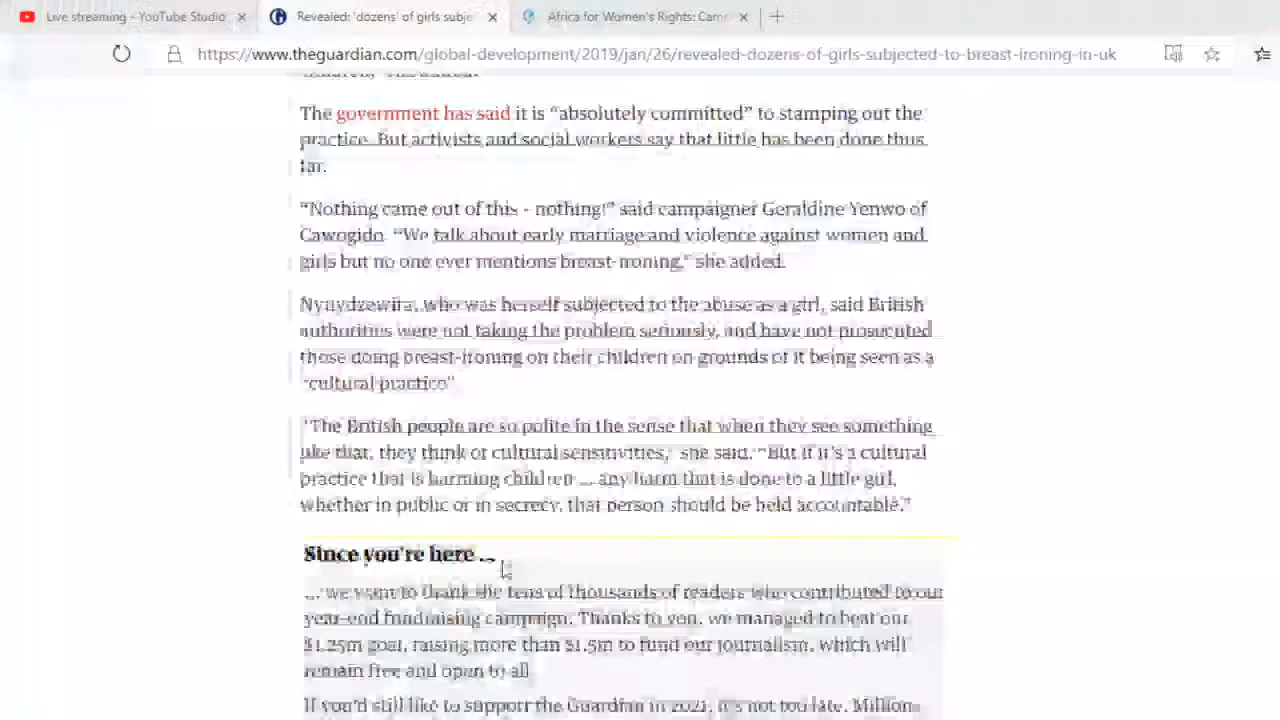 Live streaming - YouTube Studio
Revealed: 'dozens' of girls subje
Africa for Women's Rights: Cam
https://www.theguardian.com/global-development/2019/jan/26/revealed-dozens-of-girls-subjected-to-breast-ironing-in-uk
The government has said it is “absolutely committed” to stamping out the
practice. But activists and social workers say that little has been done thus
far.
“Nothing came out of this - nothing!” said campaigner Geraldine Yenwo of
Cawogido. “We talk about early marriage and violence against women and
girls but no one ever mentions breast-ironing,” she added.
Nyuydzewira, who was herself subjected to the abuse as a girl, said British
authorities were not taking the problem seriously, and have not prosecuted
those doing breast-ironing on their children on grounds of it being seen as a
“cultural practice”
“The British people are so polite in the sense that when they see something
like that, they think of cultural sensitivities,” she said. “But if it's a cultural
practice that is harming children ... any harm that is done to a little girl,
whether in public or in secrecy, that person should be held accountable.”
Since you're here ...
... we want to thank the tens of thousands of readers who contributed to our
year-end fundraising campaign. Thanks to you, we managed to beat our
$1.25m goal, raising more than $1.5m to fund our journalism, which will
remain free and open to all
If you'd still like to support the Guardian in 2021, it's not too late. Million